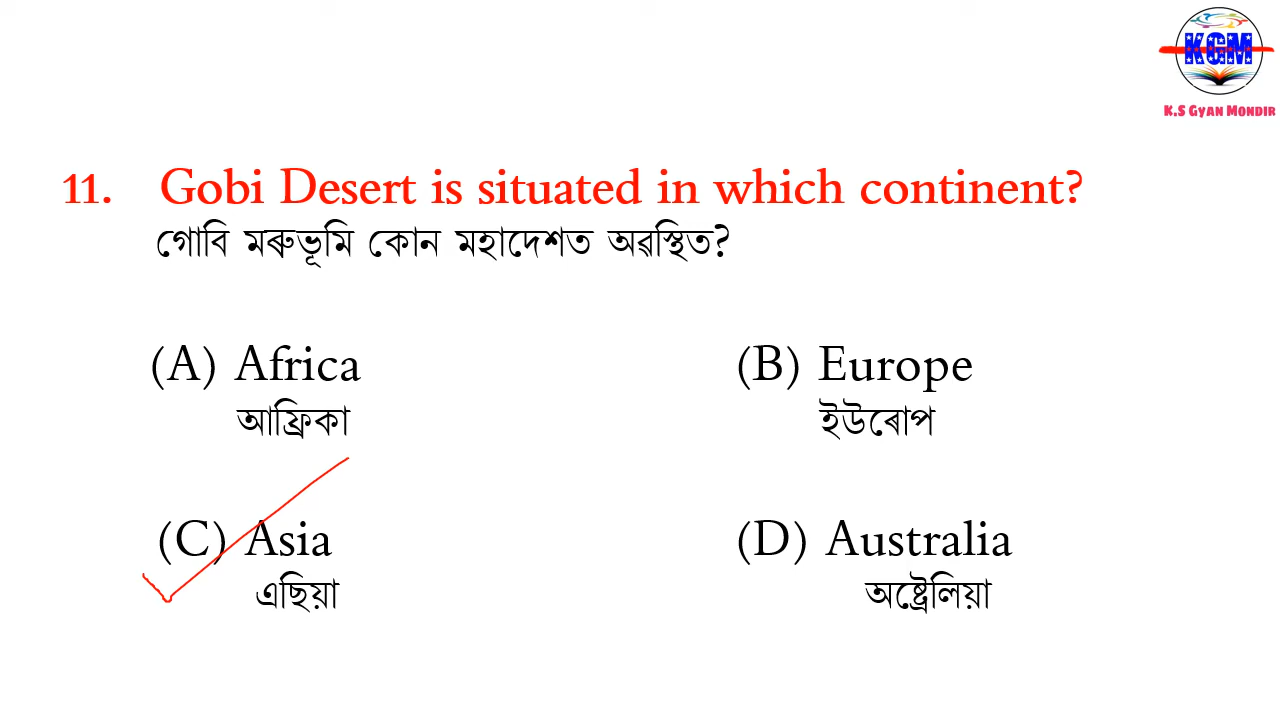 KGM
K.S Gyan Mondir
11. Gobi Desert is situated in which continent?
গোবি মৰুভূমি কোন মহাদেশত অৱস্থিত?
(A) Africa
আফ্ৰিকা
(B) Europe
ইউৰোপ
(C) Asia
এছিয়া
(D) Australia
অষ্ট্ৰেলিয়া